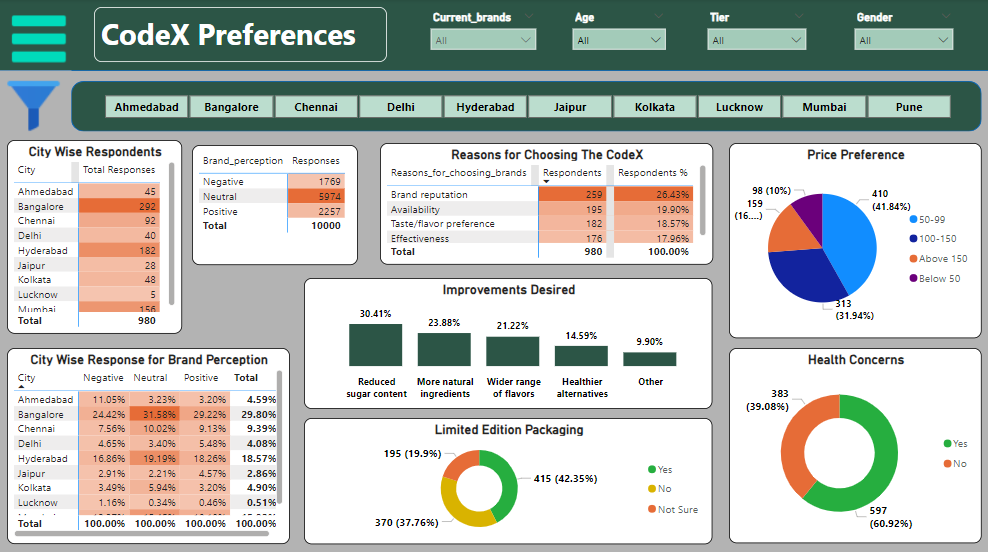 CodeX Preferences
Current_brands
All
Age
All
Tier
All
Gender
All
Ahmedabad Bangalore Chennai Delhi Hyderabad Jaipur Kolkata Lucknow Mumbai Pune
City Wise Respondents
City Total Responses
Ahmedabad 45
Bangalore 292
Chennai 92
Delhi 40
Hyderabad 182
Jaipur 28
Kolkata 48
Lucknow 5
Mumbai 156
Total 980
Brand_perception Responses
Negative 1769
Neutral 5974
Positive 2257
Total 10000
Reasons for Choosing The CodeX
Reasons_for_choosing_brands Respondents Respondents %
Brand reputation 259 26.43%
Availability 195 19.90%
Taste/flavor preference 182 18.57%
Effectiveness 176 17.96%
Total 980 100.00%
Price Preference
98 (10%)
159
(16....)
410
(41.84%)
313
(31.94%)
50-99
100-150
Above 150
Below 50
Improvements Desired
30.41%
23.88%
21.22%
14.59%
9.90%
Reduced
sugar content
More natural
ingredients
Wider range
of flavors
Healthier
alternatives
Other
City Wise Response for Brand Perception
City Negative Neutral Positive Total
Ahmedabad 11.05% 3.23% 3.20% 4.59%
Bangalore 24.42% 31.58% 29.22% 29.80%
Chennai 7.56% 10.02% 9.13% 9.39%
Delhi 4.65% 3.40% 5.48% 4.08%
Hyderabad 16.86% 19.19% 18.26% 18.57%
Jaipur 2.91% 2.21% 4.57% 2.86%
Kolkata 3.49% 5.94% 3.20% 4.90%
Lucknow 1.16% 0.34% 0.46% 0.51%
Total 100.00% 100.00% 100.00% 100.00%
Limited Edition Packaging
195 (19.9%)
415 (42.35%)
370 (37.76%)
Yes
No
Not Sure
Health Concerns
383
(39.08%)
597
(60.92%)
Yes
No